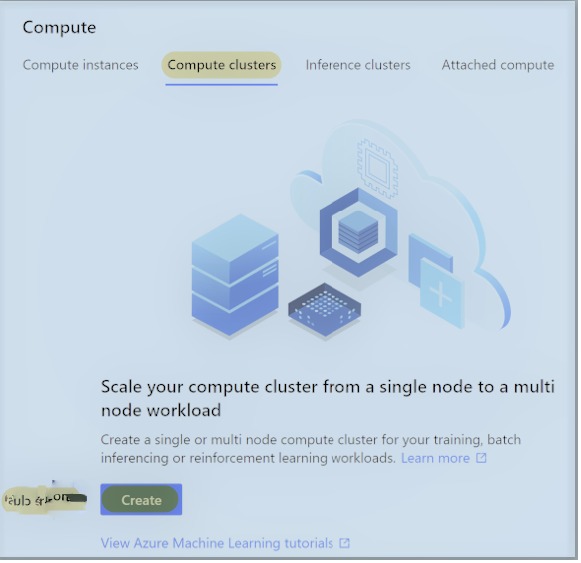 Compute
Compute instances Compute clusters Inference clusters Attached compute
Scale your compute cluster from a single node to a multi
node workload
Create a single or multi node compute cluster for your training, batch
inferencing or reinforcement learning workloads. Learn more
Create
View Azure Machine Learning tutorials